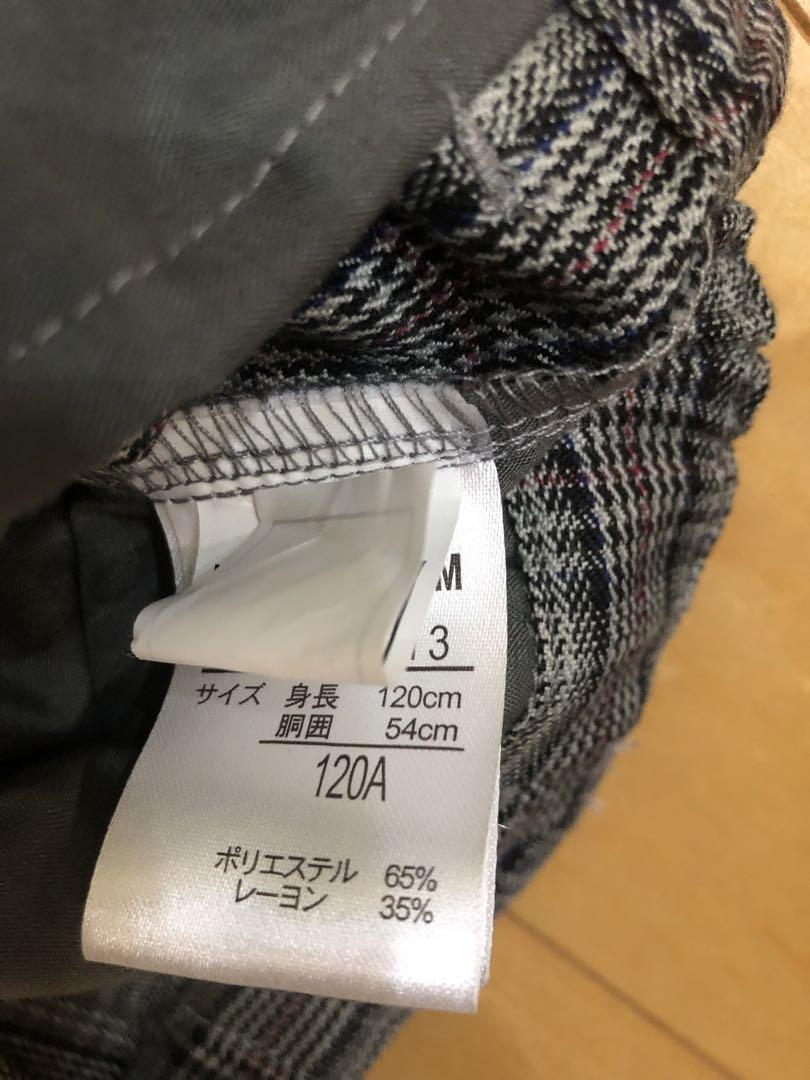 M
13
サイズ 身長 120cm
胴囲 54cm
120A
ポリエステル 65%
レーヨン 35%